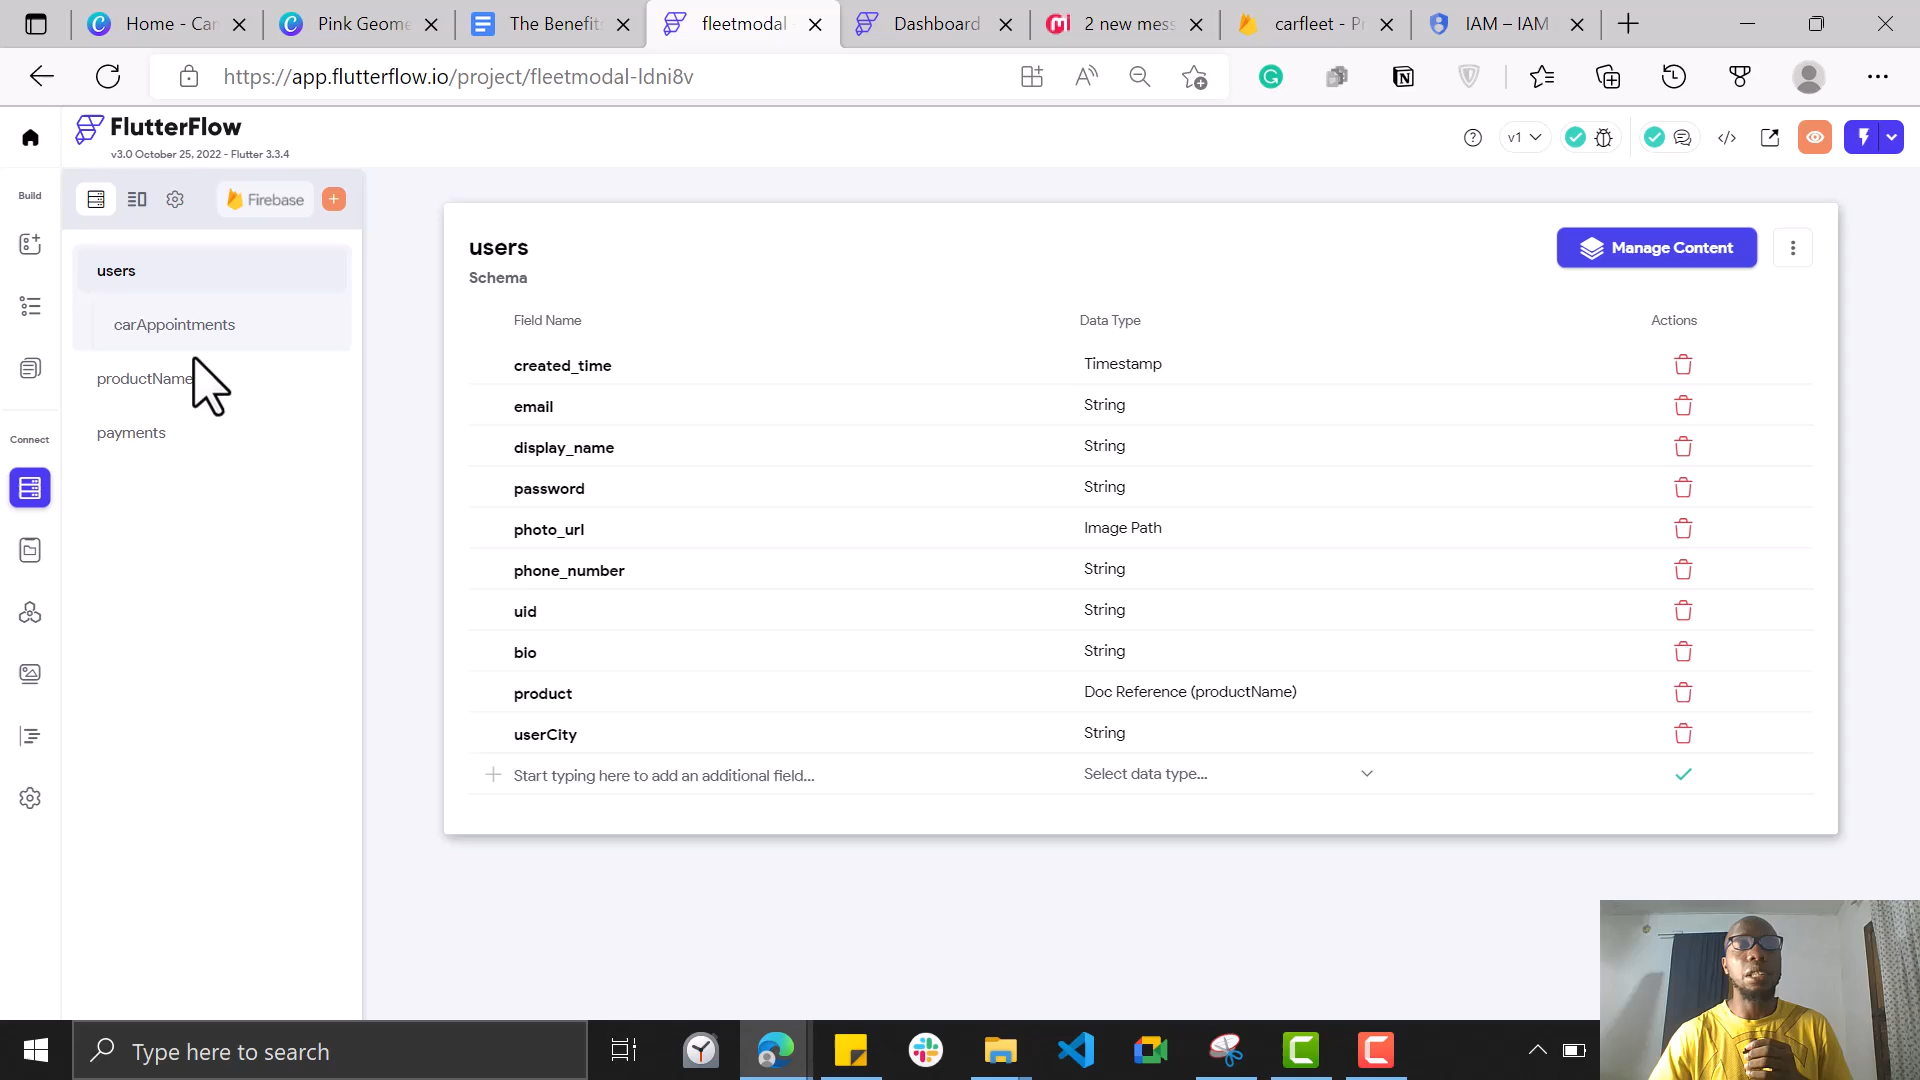 Home - Can
Pink Geome
The Benefit:
fleetmodal
Dashboard
2 new mess
carfleet - Pr
IAM – IAM
https://app.flutterflow.io/project/fleetmodal-ldni8v
FlutterFlow
v3.0 October 25, 2022 - Flutter 3.3.4
v1
Build
Firebase
users
carAppointments
productName
payments
Connect
users
Schema
Manage Content
Field Name Data Type Actions
created_time Timestamp
email String
display_name String
password String
photo_url Image Path
phone_number String
uid String
bio String
product Doc Reference (productName)
userCity String
Start typing here to add an additional field... Select data type...
Type here to search